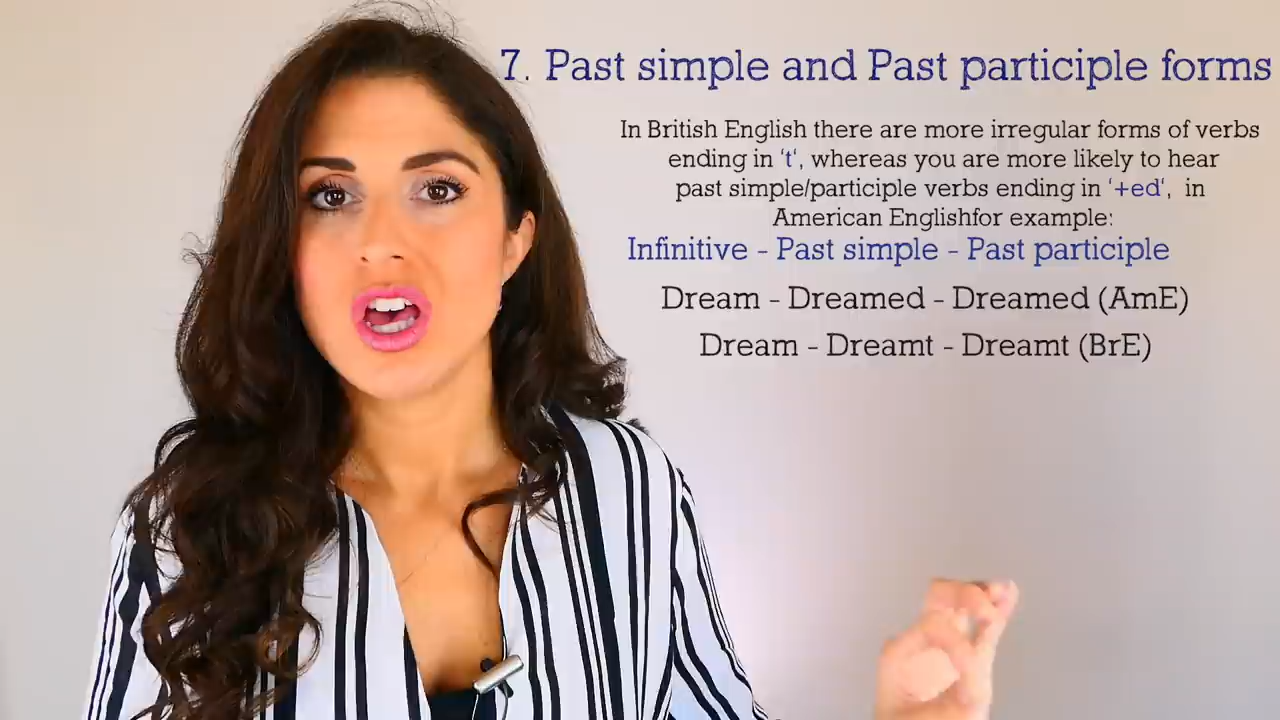 7. Past simple and Past participle forms
In British English there are more irregular forms of verbs
ending in 't', whereas you are more likely to hear
past simple/participle verbs ending in '+ed', in
American Englishfor example:
Infinitive - Past simple - Past participle
Dream - Dreamed - Dreamed (AmE)
Dream - Dreamt - Dreamt (BrE)